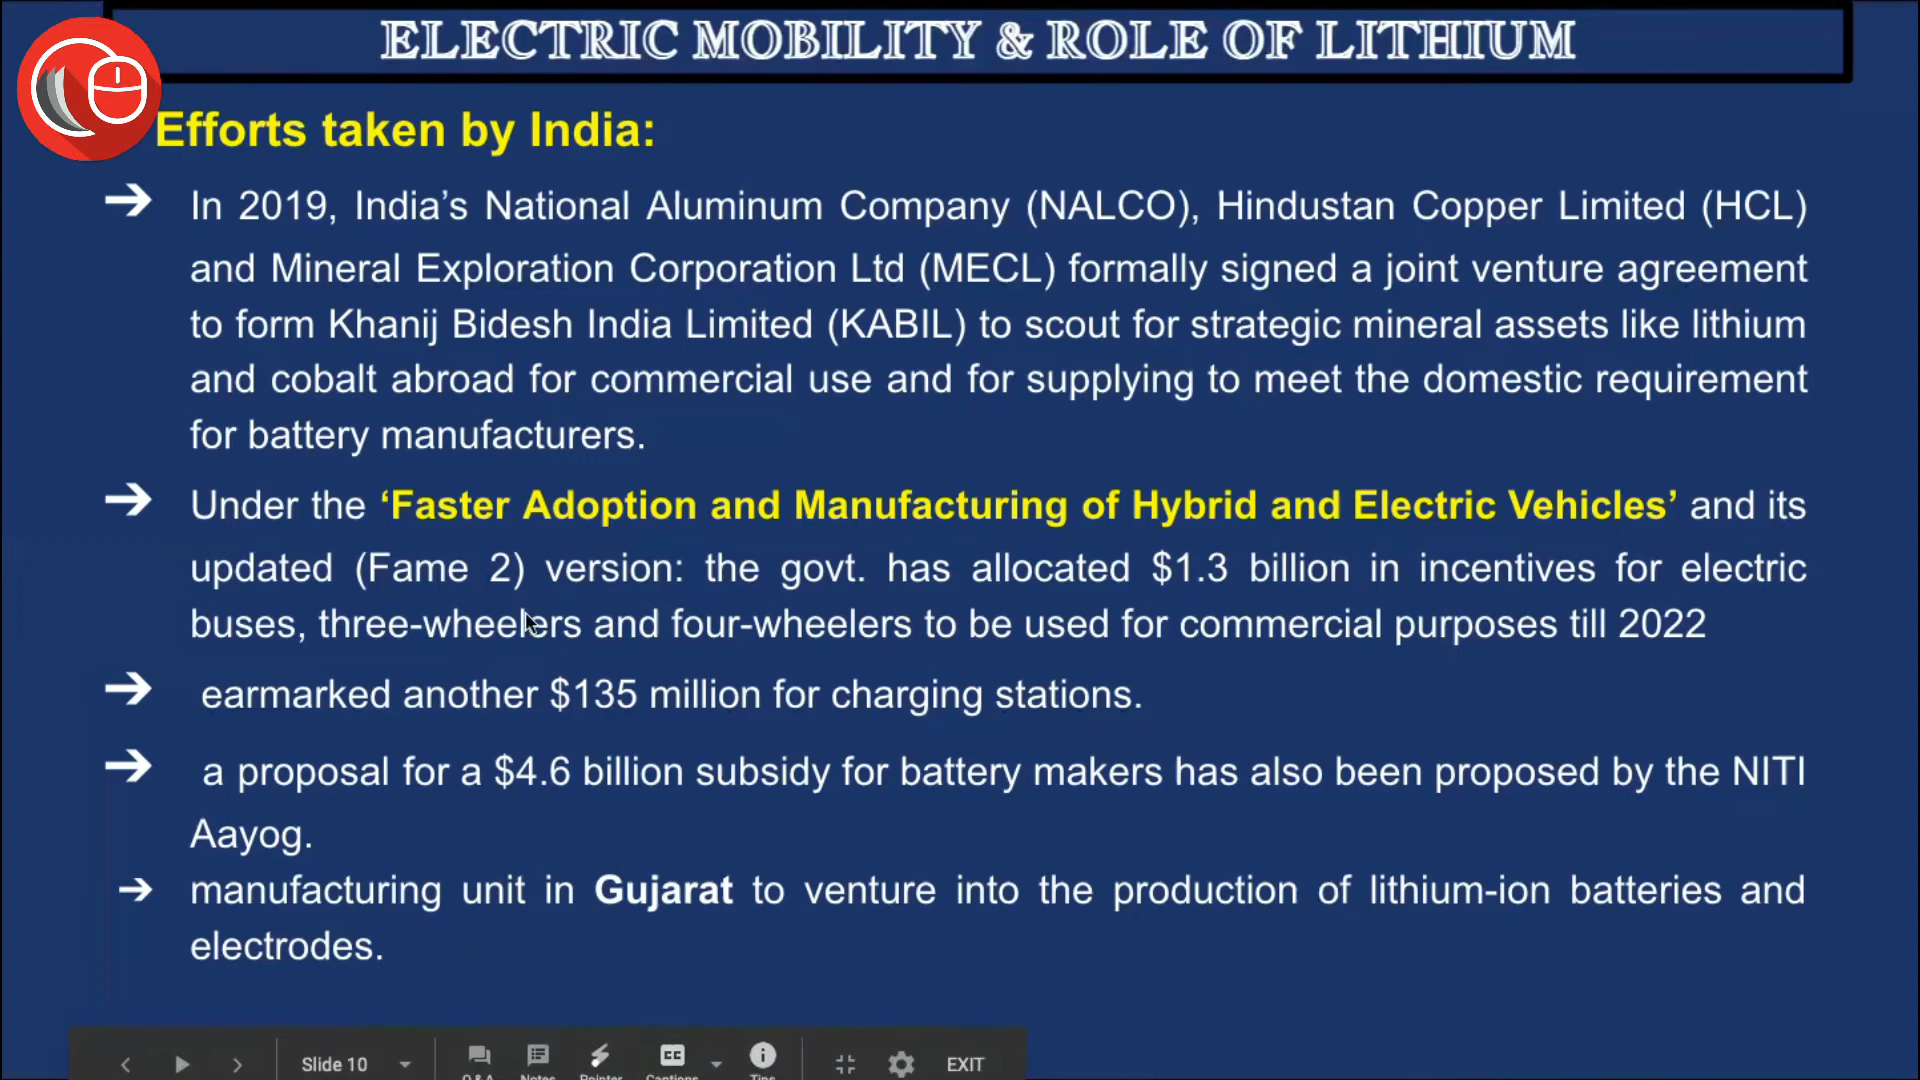 ELECTRIC MOBILITY & ROLE OF LITHIUM
Efforts taken by India:
➔ In 2019, India’s National Aluminum Company (NALCO), Hindustan Copper Limited (HCL)
and Mineral Exploration Corporation Ltd (MECL) formally signed a joint venture agreement
to form Khanij Bidesh India Limited (KABIL) to scout for strategic mineral assets like lithium
and cobalt abroad for commercial use and for supplying to meet the domestic requirement
for battery manufacturers.
➔ Under the ‘Faster Adoption and Manufacturing of Hybrid and Electric Vehicles’ and its
updated (Fame 2) version: the govt. has allocated $1.3 billion in incentives for electric
buses, three-wheelers and four-wheelers to be used for commercial purposes till 2022
➔ earmarked another $135 million for charging stations.
➔ a proposal for a $4.6 billion subsidy for battery makers has also been proposed by the NITI
Aayog.
➔ manufacturing unit in Gujarat to venture into the production of lithium-ion batteries and
electrodes.
Slide 10 CC EXIT
Q & A Notes Pointer Captions Tips